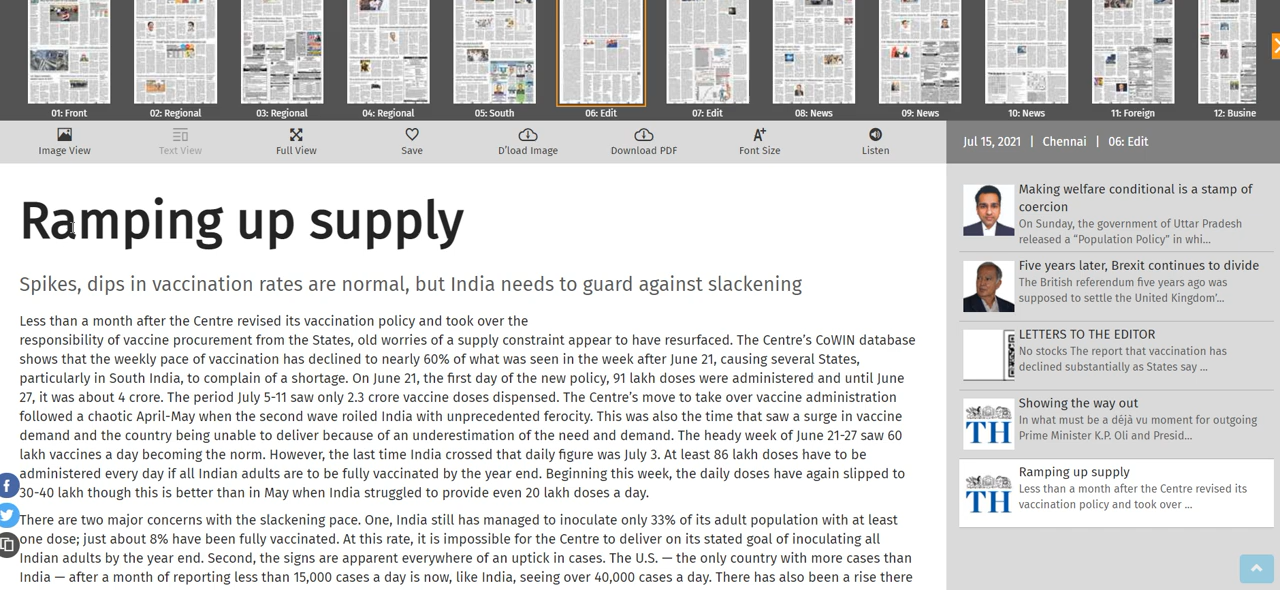 01: Front
02: Regional
03: Regional
04: Regional
05: South
06: Edit
07: Edit
08: News
09: News
10: News
11: Foreign
12: Busine
Image View
Text View
Full View
Save
D'load Image
Download PDF
A+
Font Size
Listen
Jul 15, 2021 | Chennai | 06: Edit
Ramping up supply
Spikes, dips in vaccination rates are normal, but India needs to guard against slackening
Less than a month after the Centre revised its vaccination policy and took over the
responsibility of vaccine procurement from the States, old worries of a supply constraint appear to have resurfaced. The Centre's CoWIN database
shows that the weekly pace of vaccination has declined to nearly 60% of what was seen in the week after June 21, causing several States,
particularly in South India, to complain of a shortage. On June 21, the first day of the new policy, 91 lakh doses were administered and until June
27, it was about 4 crore. The period July 5-11 saw only 2.3 crore vaccine doses dispensed. The Centre's move to take over vaccine administration
followed a chaotic April-May when the second wave roiled India with unprecedented ferocity. This was also the time that saw a surge in vaccine
demand and the country being unable to deliver because of an underestimation of the need and demand. The heady week of June 21-27 saw 60
lakh vaccines a day becoming the norm. However, the last time India crossed that daily figure was July 3. At least 86 lakh doses have to be
administered every day if all Indian adults are to be fully vaccinated by the year end. Beginning this week, the daily doses have again slipped to
30-40 lakh though this is better than in May when India struggled to provide even 20 lakh doses a day.
There are two major concerns with the slackening pace. One, India still has managed to inoculate only 33% of its adult population with at least
one dose; just about 8% have been fully vaccinated. At this rate, it is impossible for the Centre to deliver on its stated goal of inoculating all
Indian adults by the year end. Second, the signs are apparent everywhere of an uptick in cases. The U.S. — the only country with more cases than
India — after a month of reporting less than 15,000 cases a day is now, like India, seeing over 40,000 cases a day. There has also been a rise there
Making welfare conditional is a stamp of
coercion
On Sunday, the government of Uttar Pradesh
released a "Population Policy" in whi...
Five years later, Brexit continues to divide
The British referendum five years ago was
supposed to settle the United Kingdom'...
LETTERS TO THE EDITOR
No stocks The report that vaccination has
declined substantially as States say ...
TH
Showing the way out
In what must be a déjà vu moment for outgoing
Prime Minister K.P. Oli and Presid...
TH
Ramping up supply
Less than a month after the Centre revised its
vaccination policy and took over ...